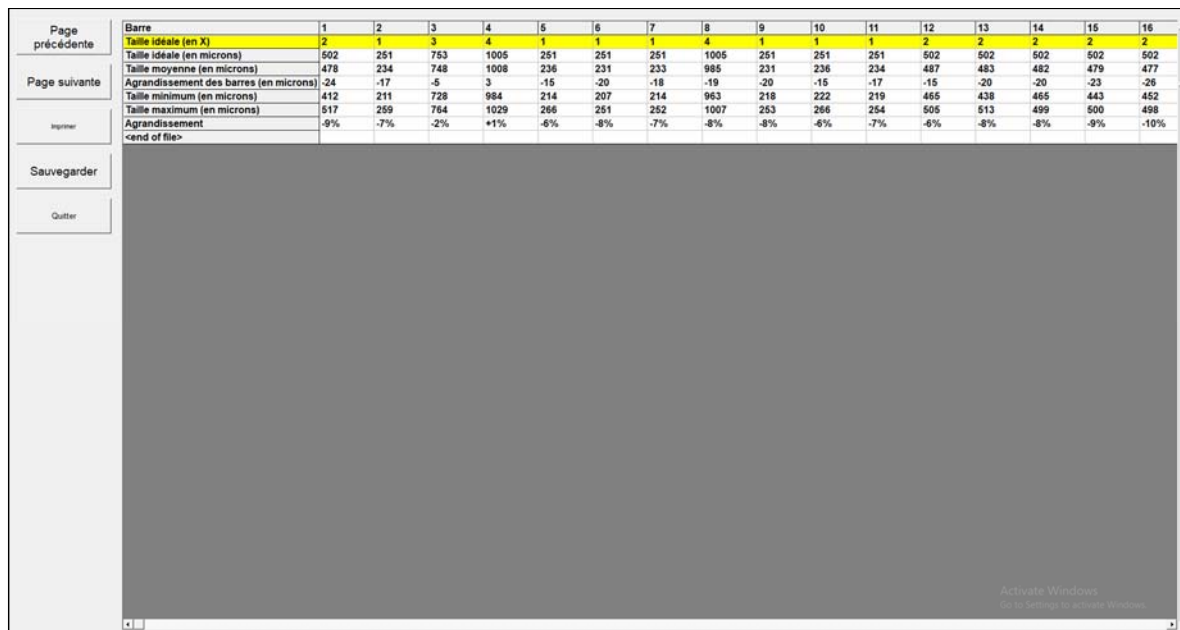 Page
précédente
Page suivante
Imprimer
Sauvegarder
Quitter
Barre 1 2 3 4 5 6 7 8 9 10 11 12 13 14 15 16
Taille idéale (en X) 2 1 3 4 1 1 1 4 1 1 1 2 2 2 2 2
Taille idéale (en microns) 502 251 753 1005 251 251 251 1005 251 251 251 502 502 502 502 502
Taille moyenne (en microns) 478 234 748 1008 236 231 233 985 231 236 234 487 483 482 479 477
Agrandissement des barres (en microns) -24 -17 -5 3 -15 -20 -18 -19 -20 -15 -17 -15 -20 -20 -23 -26
Taille minimum (en microns) 412 211 728 984 214 207 214 963 218 222 219 465 438 465 443 452
Taille maximum (en microns) 517 259 764 1029 266 251 252 1007 253 266 254 505 513 499 500 498
Agrandissement -9% -7% -2% +1% -6% -8% -7% -8% -8% -6% -7% -6% -8% -8% -9% -10%
<end of file>
Activate Windows
Go to Settings to activate Windows.